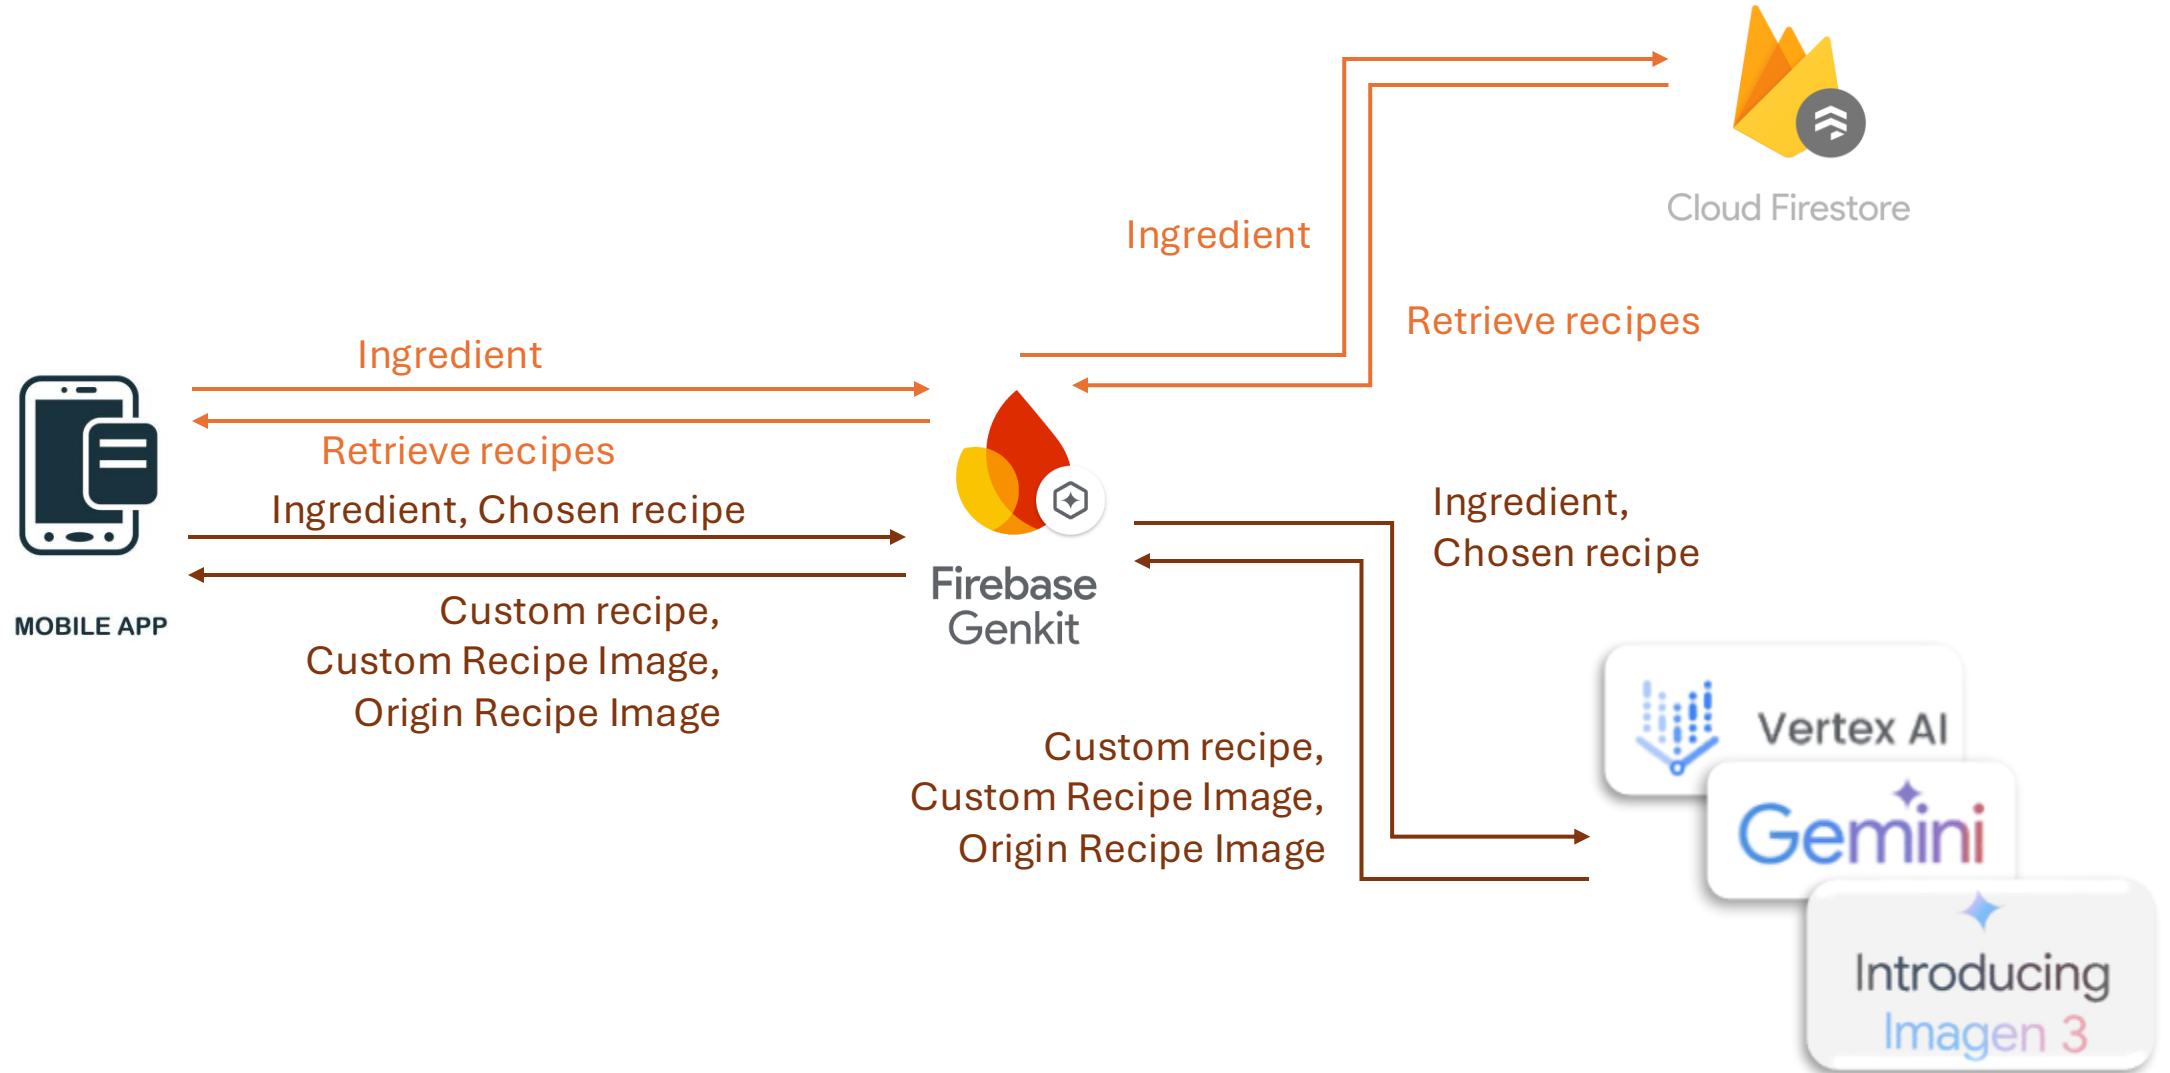 Cloud Firestore
Ingredient
Retrieve recipes
Ingredient
Retrieve recipes
Ingredient, Chosen recipe
MOBILE APP
Custom recipe,
Custom Recipe Image,
Origin Recipe Image
Firebase
Genkit
Ingredient,
Chosen recipe
Custom recipe,
Custom Recipe Image,
Origin Recipe Image
Vertex AI
Gemini
Introducing
Imagen 3